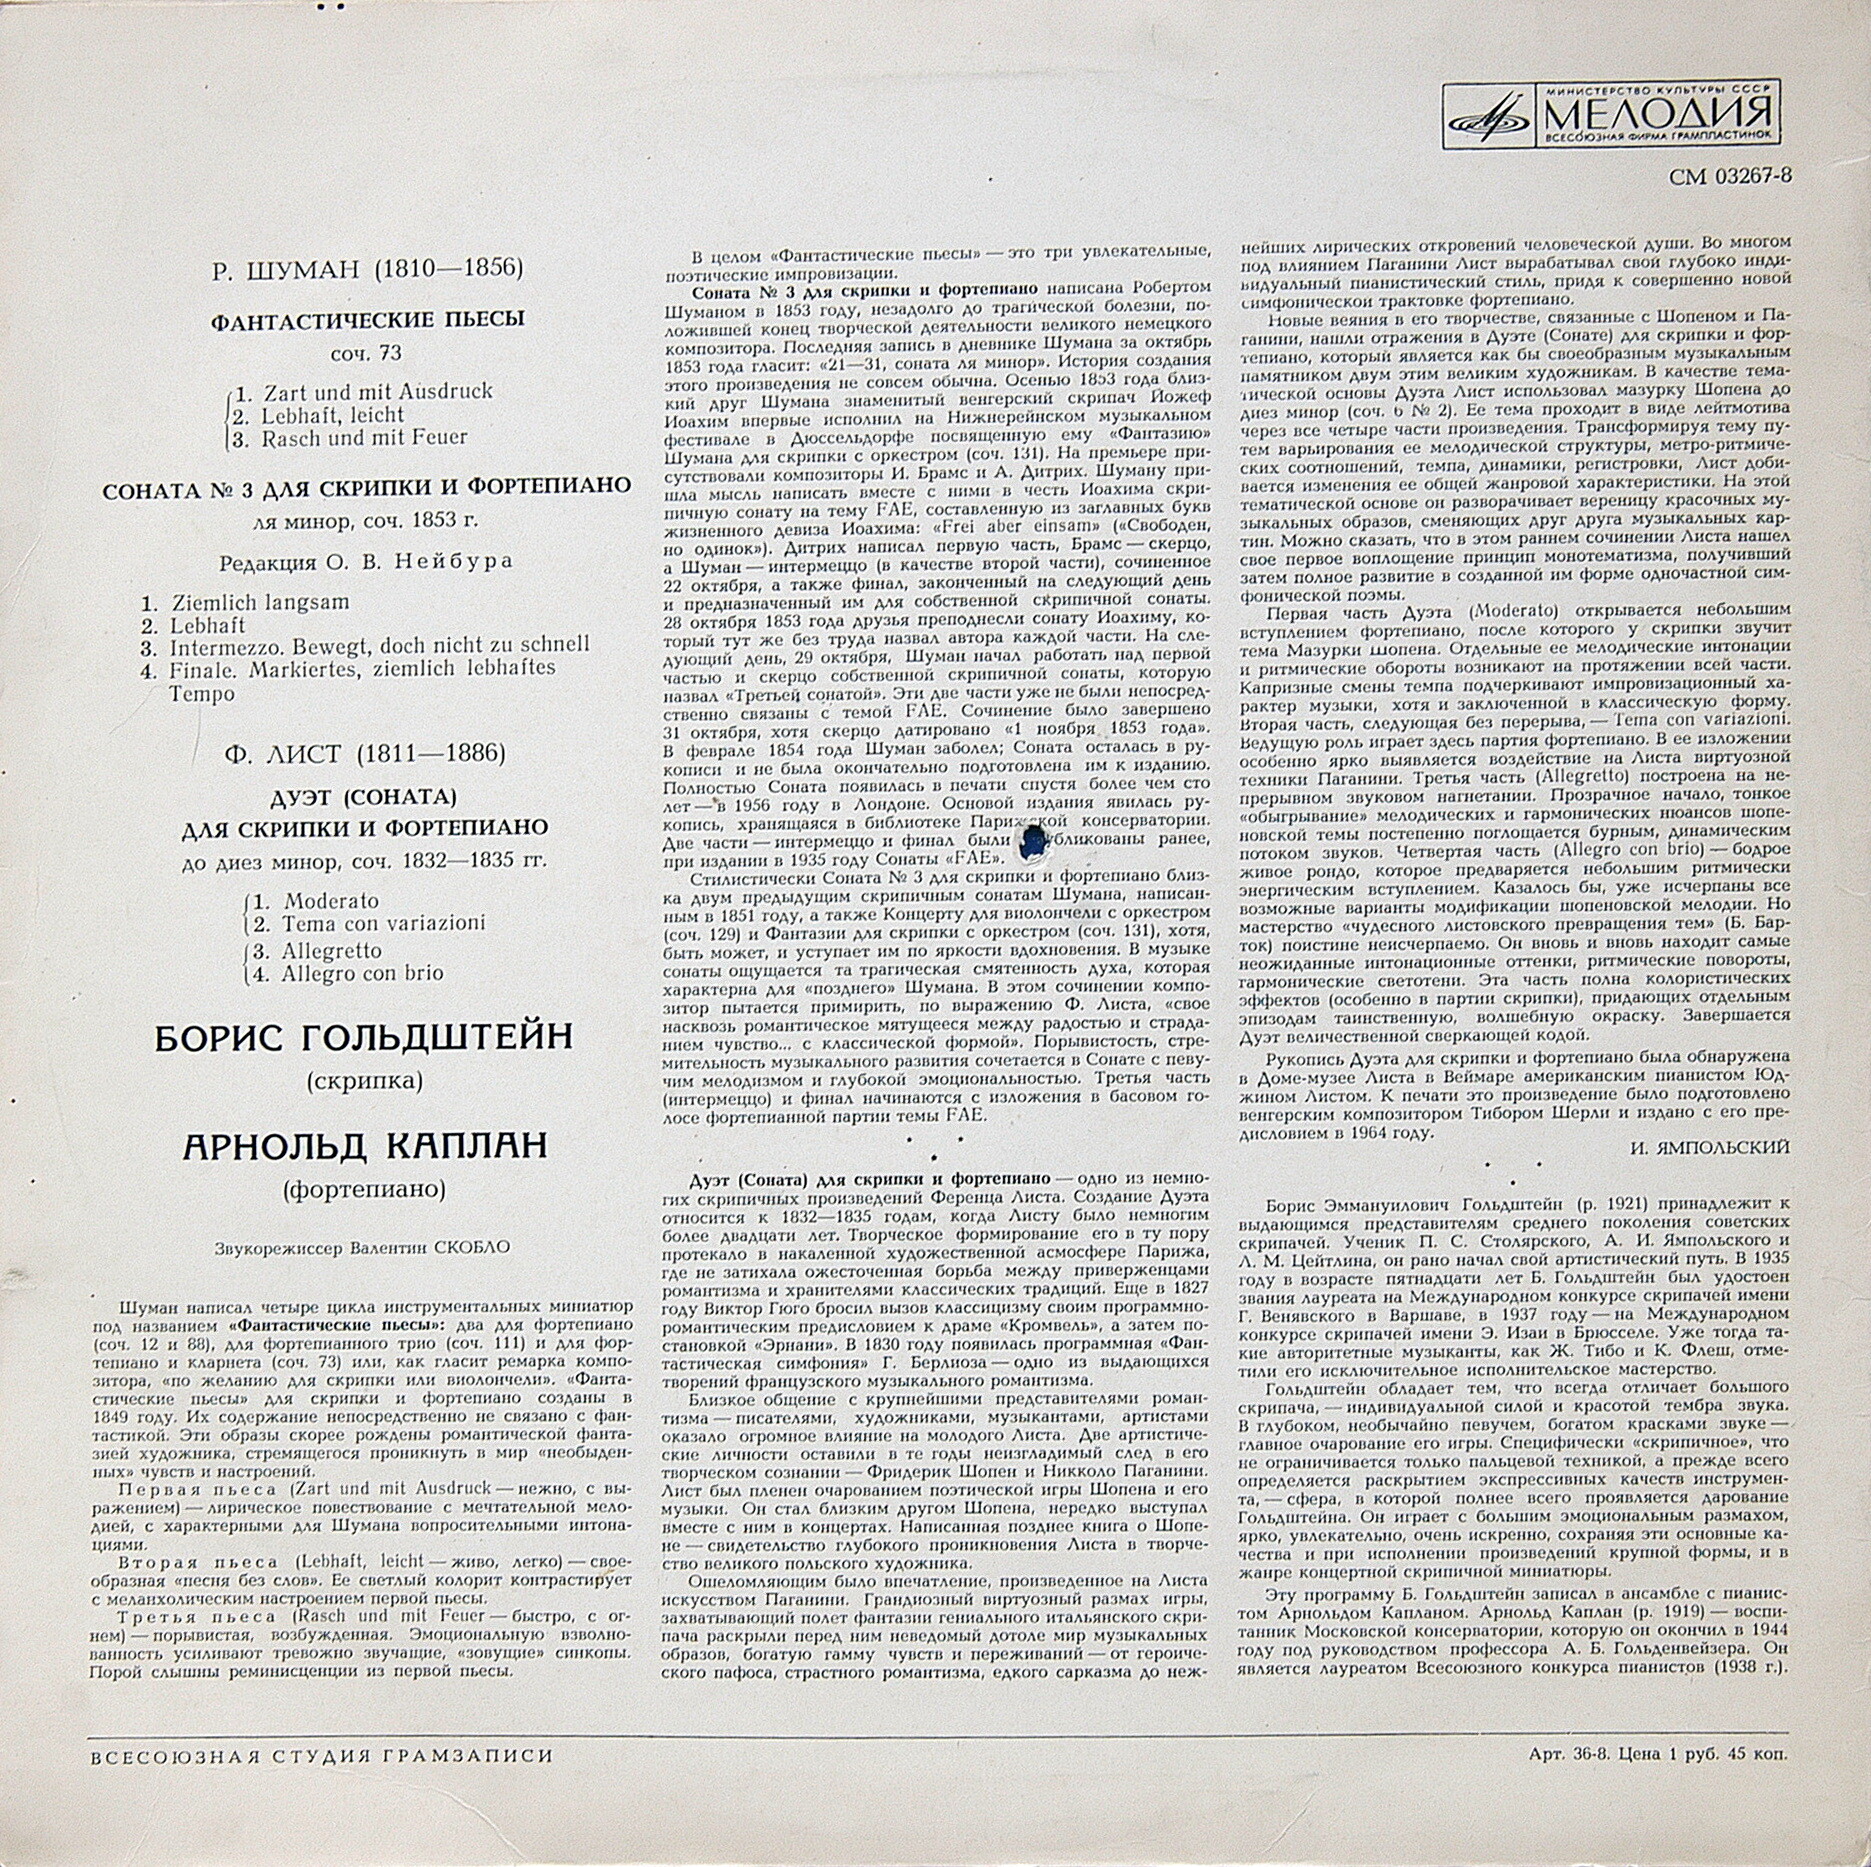 МИНИСТЕРСТВО КУЛЬТУРЫ СССР
МЕЛОДИЯ
ВСЕСОЮЗНАЯ ФИРМА ГРАМПЛАСТИНОК
СМ 03267-8
Р. ШУМАН (1810—1856)
ФАНТАСТИЧЕСКИЕ ПЬЕСЫ
соч. 73
1. Zart und mit Ausdruck
2. Lebhaft, leicht
3. Rasch und mit Feuer
СОНАТА № 3 ДЛЯ СКРИПКИ И ФОРТЕПИАНО
ля минор, соч. 1853 г.
Редакция О. В. Нейбура
1. Ziemlich langsam
2. Lebhaft
3. Intermezzo. Bewegt, doch nicht zu schnell
4. Finale. Markiertes, ziemlich lebhaftes
Tempo
Ф. ЛИСТ (1811—1886)
ДУЭТ (СОНАТА)
ДЛЯ СКРИПКИ И ФОРТЕПИАНО
до диез минор, соч. 1832—1835 гг.
1. Moderato
2. Tema con variazioni
3. Allegretto
4. Allegro con brio
БОРИС ГОЛЬДШТЕЙН
(скрипка)
АРНОЛЬД КАПЛАН
(фортепиано)
Звукорежиссер Валентин СКОБЛО
Шуман написал четыре цикла инструментальных миниатюр
под названием «Фантастические пьесы»: два для фортепиано
(соч. 12 и 88), для фортепианного трио (соч. 111) и для фор-
тепиано и кларнета (соч. 73) или, как гласит ремарка компо-
зитора, «по желанию для скрипки или виолончели». «Фанта-
стические пьесы» для скрипки и фортепиано созданы в
1849 году. Их содержание непосредственно не связано с фан-
тастикой. Эти образы скорее рождены романтической фанта-
зией художника, стремящегося проникнуть в мир «необыден-
ных» чувств и настроений.
Первая пьеса (Zart und mit Ausdruck — нежно, с вы-
ражением) — лирическое повествование с мечтательной мело-
дией, с характерными для Шумана вопросительными интона-
циями.
Вторая пьеса (Lebhaft, leicht — живо, легко) — свое-
образная «песня без слов». Ее светлый колорит контрастирует
с меланхолическим настроением первой пьесы.
Третья пьеса (Rasch und mit Feuer — быстро, с ог-
нем) — порывистая, возбужденная. Эмоциональную взволно-
ванность усиливают тревожно звучащие, «зовущие» синкопы.
Порой слышны реминисценции из первой пьесы.
В целом «Фантастические пьесы» — это три увлекательные,
поэтические импровизации.
Соната № 3 для скрипки и фортепиано написана Робертом
Шуманом в 1853 году, незадолго до трагической болезни, по-
ложившей конец творческой деятельности великого немецкого
композитора. Последняя запись в дневнике Шумана за октябрь
1853 года гласит: «21—31, соната ля минор». История создания
этого произведения не совсем обычна. Осенью 1853 года близ-
кий друг Шумана знаменитый венгерский скрипач Йожеф
Иоахим впервые исполнил на Нижнерейнском музыкальном
фестивале в Дюссельдорфе посвященную ему «Фантазию»
Шумана для скрипки с оркестром (соч. 131). На премьере при-
сутствовали композиторы И. Брамс и А. Дитрих. Шуману при-
шла мысль написать вместе с ними в честь Иоахима скри-
пичную сонату на тему FAE, составленную из заглавных букв
жизненного девиза Иоахима: «Frei aber einsam» («Свободен,
но одинок»). Дитрих написал первую часть, Брамс — скерцо,
а Шуман — интермеццо (в качестве второй части), сочиненное
22 октября, а также финал, законченный на следующий день
и предназначенный им для собственной скрипичной сонаты.
28 октября 1853 года друзья преподнесли сонату Иоахиму, ко-
торый тут же без труда назвал автора каждой части. На сле-
дующий день, 29 октября, Шуман начал работать над первой
частью и скерцо собственной скрипичной сонаты, которую
назвал «Третьей сонатой». Эти две части уже не были непосред-
ственно связаны с темой FAE. Сочинение было завершено
31 октября, хотя скерцо датировано «1 ноября 1853 года».
В феврале 1854 года Шуман заболел; Соната осталась в ру-
кописи и не была окончательно подготовлена им к изданию.
Полностью Соната появилась в печати спустя более чем сто
лет — в 1956 году в Лондоне. Основой издания явилась ру-
копись, хранящаяся в библиотеке Парижской консерватории.
Две части — интермеццо и финал были бликованы ранее,
при издании в 1935 году Сонаты «FAE».
Стилистически Соната № 3 для скрипки и фортепиано близ-
ка двум предыдущим скрипичным сонатам Шумана, написан-
ным в 1851 году, а также Концерту для виолончели с оркестром
(соч. 129) и Фантазии для скрипки с оркестром (соч. 131), хотя,
быть может, и уступает им по яркости вдохновения. В музыке
сонаты ощущается та трагическая смятенность духа, которая
характерна для «позднего» Шумана. В этом сочинении компо-
зитор пытается примирить, по выражению Ф. Листа, «свое
насквозь романтическое мятущееся между радостью и страда-
нием чувство... с классической формой». Порывистость, стре-
мительность музыкального развития сочетается в Сонате с певу-
чим мелодизмом и глубокой эмоциональностью. Третья часть
(интермеццо) и финал начинаются с изложения в басовом го-
лосе фортепианной партии темы FAE.
Дуэт (Соната) для скрипки и фортепиано — одно из немно-
гих скрипичных произведений Ференца Листа. Создание Дуэта
относится к 1832—1835 годам, когда Листу было немногим
более двадцати лет. Творческое формирование его в ту пору
протекало в накаленной художественной асмосфере Парижа,
где не затихала ожесточенная борьба между приверженцами
романтизма и хранителями классических традиций. Еще в 1827
году Виктор Гюго бросил вызов классицизму своим программно-
романтическим предисловием к драме «Кромвель», а затем по-
становкой «Эрнани». В 1830 году появилась программная «Фан-
тастическая симфония» Г. Берлиоза — одно из выдающихся
творений французского музыкального романтизма.
Близкое общение с крупнейшими представителями роман-
тизма — писателями, художниками, музыкантами, артистами
оказало огромное влияние на молодого Листа. Две артистиче-
ские личности оставили в те годы неизгладимый след в его
творческом сознании — Фридерик Шопен и Никколо Паганини.
Лист был пленен очарованием поэтической игры Шопена и его
музыки. Он стал близким другом Шопена, нередко выступал
вместе с ним в концертах. Написанная позднее книга о Шопе-
не — свидетельство глубокого проникновения Листа в творче-
ство великого польского художника.
Ошеломляющим было впечатление, произведенное на Листа
искусством Паганини. Грандиозный виртуозный размах игры,
захватывающий полет фантазии гениального итальянского скри-
пача раскрыли перед ним неведомый дотоле мир музыкальных
образов, богатую гамму чувств и переживаний — от героиче-
ского пафоса, страстного романтизма, едкого сарказма до неж-
нейших лирических откровений человеческой души. Во многом
под влиянием Паганини Лист вырабатывал свой глубоко инди-
видуальный пианистический стиль, придя к совершенно новой
симфонической трактовке фортепиано.
Новые веяния в его творчестве, связанные с Шопеном и Па-
ганини, нашли отражения в Дуэте (Сонате) для скрипки и фор-
тепиано, который является как бы своеобразным музыкальным
памятником двум этим великим художникам. В качестве тема-
тической основы Дуэта Лист использовал мазурку Шопена до
диез минор (соч. 6 № 2). Ее тема проходит в виде лейтмотива
через все четыре части произведения. Трансформируя тему пу-
тем варьирования ее мелодической структуры, метро-ритмиче-
ских соотношений, темпа, динамики, регистровки, Лист доби-
вается изменения ее общей жанровой характеристики. На этой
тематической основе он разворачивает вереницу красочных му-
зыкальных образов, сменяющих друг друга музыкальных кар-
тин. Можно сказать, что в этом раннем сочинении Листа нашел
свое первое воплощение принцип монотематизма, получивший
затем полное развитие в созданной им форме одночастной сим-
фонической поэмы.
Первая часть Дуэта (Moderato) открывается небольшим
вступлением фортепиано, после которого у скрипки звучит
тема Мазурки Шопена. Отдельные ее мелодические интонации
и ритмические обороты возникают на протяжении всей части.
Капризные смены темпа подчеркивают импровизационный ха-
рактер музыки, хотя и заключенной в классическую форму.
Вторая часть, следующая без перерыва, — Tema con variazioni.
Ведущую роль играет здесь партия фортепиано. В ее изложении
особенно ярко выявляется воздействие на Листа виртуозной
техники Паганини. Третья часть (Allegretto) построена на не-
прерывном звуковом нагнетании. Прозрачное начало, тонкое
«обыгрывание» мелодических и гармонических нюансов шопе-
новской темы постепенно поглощается бурным, динамическим
потоком звуков. Четвертая часть (Allegro con brio) — бодрое
живое рондо, которое предваряется небольшим ритмически
энергическим вступлением. Казалось бы, уже исчерпаны все
возможные варианты модификации шопеновской мелодии. Но
мастерство «чудесного листовского превращения тем» (Б. Бар-
ток) поистине неисчерпаемо. Он вновь и вновь находит самые
неожиданные интонационные оттенки, ритмические повороты,
гармонические светотени. Эта часть полна колористических
эффектов (особенно в партии скрипки), придающих отдельным
эпизодам таинственную, волшебную окраску. Завершается
Дуэт величественной сверкающей кодой.
Рукопись Дуэта для скрипки и фортепиано была обнаружена
в Доме-музее Листа в Веймаре американским пианистом Юд-
жином Листом. К печати это произведение было подготовлено
венгерским композитором Тибором Шерли и издано с его пре-
дисловием в 1964 году.
И. ЯМПОЛЬСКИЙ
Борис Эммануилович Гольдштейн (р. 1921) принадлежит к
выдающимся представителям среднего поколения советских
скрипачей. Ученик П. С. Столярского, А. И. Ямпольского и
Л. М. Цейтлина, он рано начал свой артистический путь. В 1935
году в возрасте пятнадцати лет Б. Гольдштейн был удостоен
звания лауреата на Международном конкурсе скрипачей имени
Г. Венявского в Варшаве, в 1937 году — на Международном
конкурсе скрипачей имени Э. Изаи в Брюсселе. Уже тогда та-
кие авторитетные музыканты, как Ж. Тибо и К. Флеш, отме-
тили его исключительное исполнительское мастерство.
Гольдштейн обладает тем, что всегда отличает большого
скрипача, — индивидуальной силой и красотой тембра звука.
В глубоком, необычайно певучем, богатом красками звуке —
главное очарование его игры. Специфически «скрипичное», что
не ограничивается только пальцевой техникой, а прежде всего
определяется раскрытием экспрессивных качеств инструмен-
та, — сфера, в которой полнее всего проявляется дарование
Гольдштейна. Он играет с большим эмоциональным размахом,
ярко, увлекательно, очень искренно, сохраняя эти основные ка-
чества и при исполнении произведений крупной формы, и в
жанре концертной скрипичной миниатюры.
Эту программу Б. Гольдштейн записал в ансамбле с пианис-
том Арнольдом Капланом. Арнольд Каплан (р. 1919) — воспи-
танник Московской консерватории, которую он окончил в 1944
году под руководством профессора А. Б. Гольденвейзера. Он
является лауреатом Всесоюзного конкурса пианистов (1938 г.).
ВСЕСОЮЗНАЯ СТУДИЯ ГРАМЗАПИСИ
Арт. 36-8. Цена 1 руб. 45 коп.